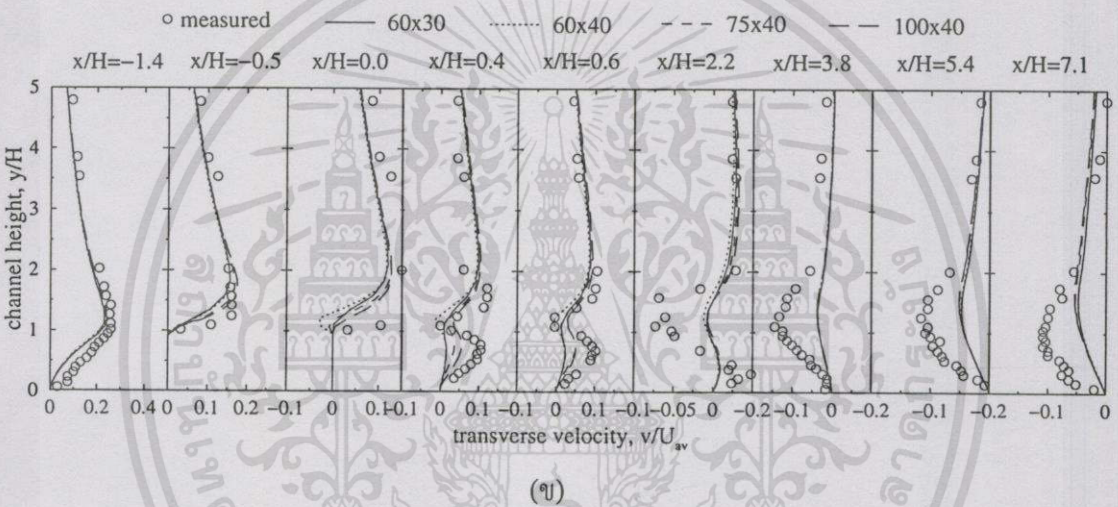 measured 60x30 60x40 75x40 100x40
x/H=−1.4 x/H=−0.5 x/H=0.0 x/H=0.4 x/H=0.6 x/H=2.2 x/H=3.8 x/H=5.4 x/H=7.1
5
4
3
2
1
0
channel height, y/H
0 0.2 0.4 0 0.1 0.2 −0.1 0 0.1 −0.1 0 0.1 −0.1 0 0.1 −0.1 −0.05 0 −0.2 −0.1 0 −0.2 −0.1 0 −0.2 −0.1 0
transverse velocity, v/U_av
(ข)